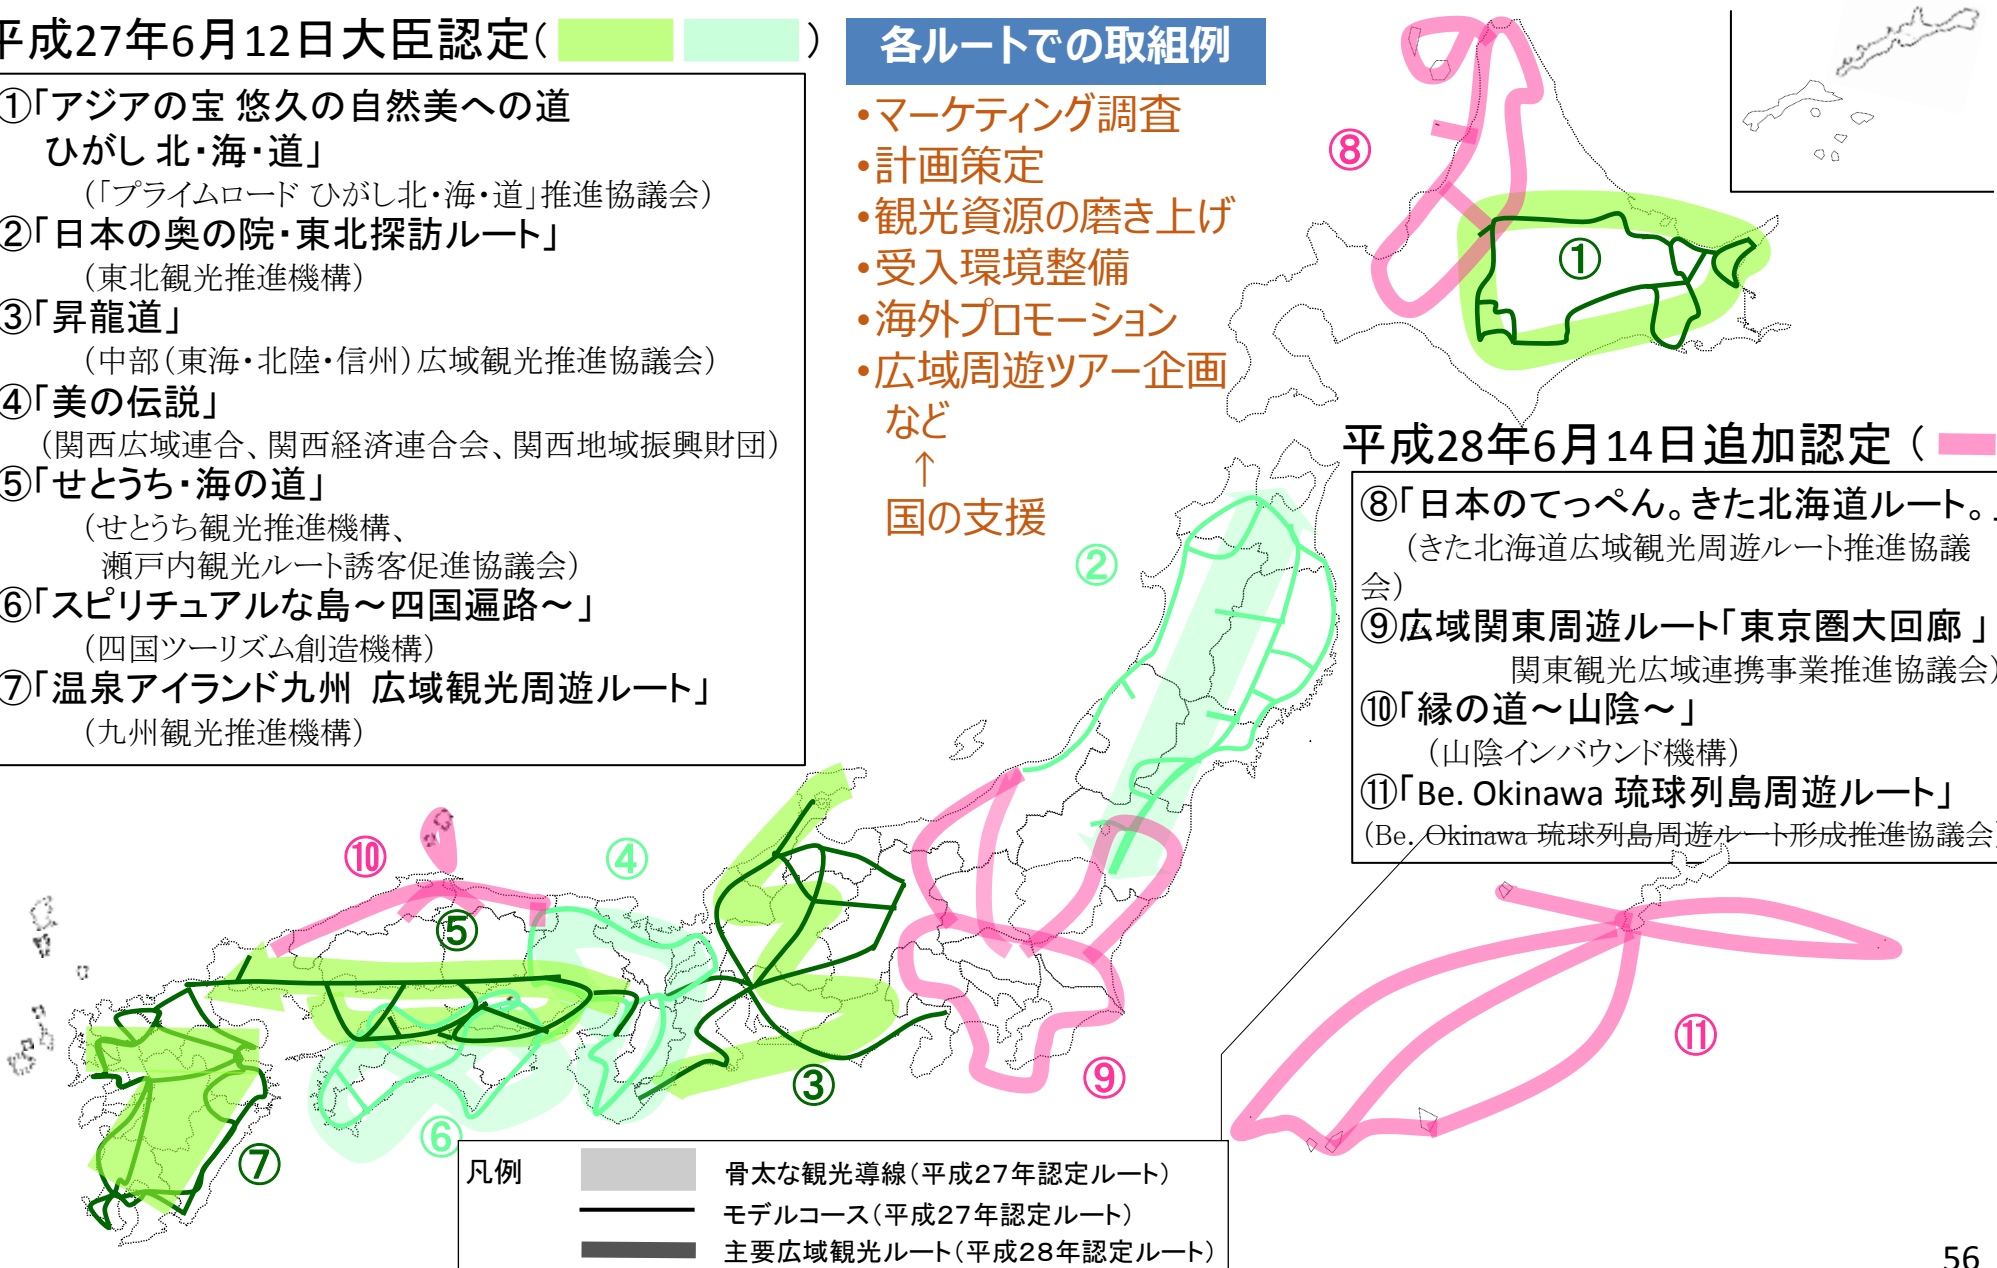 平成27年6月12日大臣認定( )
①「アジアの宝 悠久の自然美への道
ひがし 北・海・道」
(「プライムロード ひがし北・海・道」推進協議会)
②「日本の奥の院・東北探訪ルート」
(東北観光推進機構)
③「昇龍道」
(中部(東海・北陸・信州)広域観光推進協議会)
④「美の伝説」
(関西広域連合、関西経済連合会、関西地域振興財団)
⑤「せとうち・海の道」
(せとうち観光推進機構、
瀬戸内観光ルート誘客促進協議会)
⑥「スピリチュアルな島～四国遍路～」
(四国ツーリズム創造機構)
⑦「温泉アイランド九州 広域観光周遊ルート」
(九州観光推進機構)
各ルートでの取組例
•マーケティング調査
•計画策定
•観光資源の磨き上げ
•受入環境整備
•海外プロモーション
•広域周遊ツアー企画
など
↑
国の支援
平成28年6月14日追加認定(
⑧「日本のてっぺん。きた北海道ルート。」
(きた北海道広域観光周遊ルート推進協議
会)
⑨広域関東周遊ルート「東京圏大回廊」
関東観光広域連携事業推進協議会)
⑩「縁の道～山陰～」
(山陰インバウンド機構)
⑪「Be. Okinawa 琉球列島周遊ルート」
(Be. Okinawa 琉球列島周遊ルート形成推進協議会)
⑧
①
②
⑩
④
⑤
③
⑨
⑥
⑦
⑪
凡例
骨太な観光導線(平成27年認定ルート)
モデルコース(平成27年認定ルート)
主要広域観光ルート(平成28年認定ルート)
56